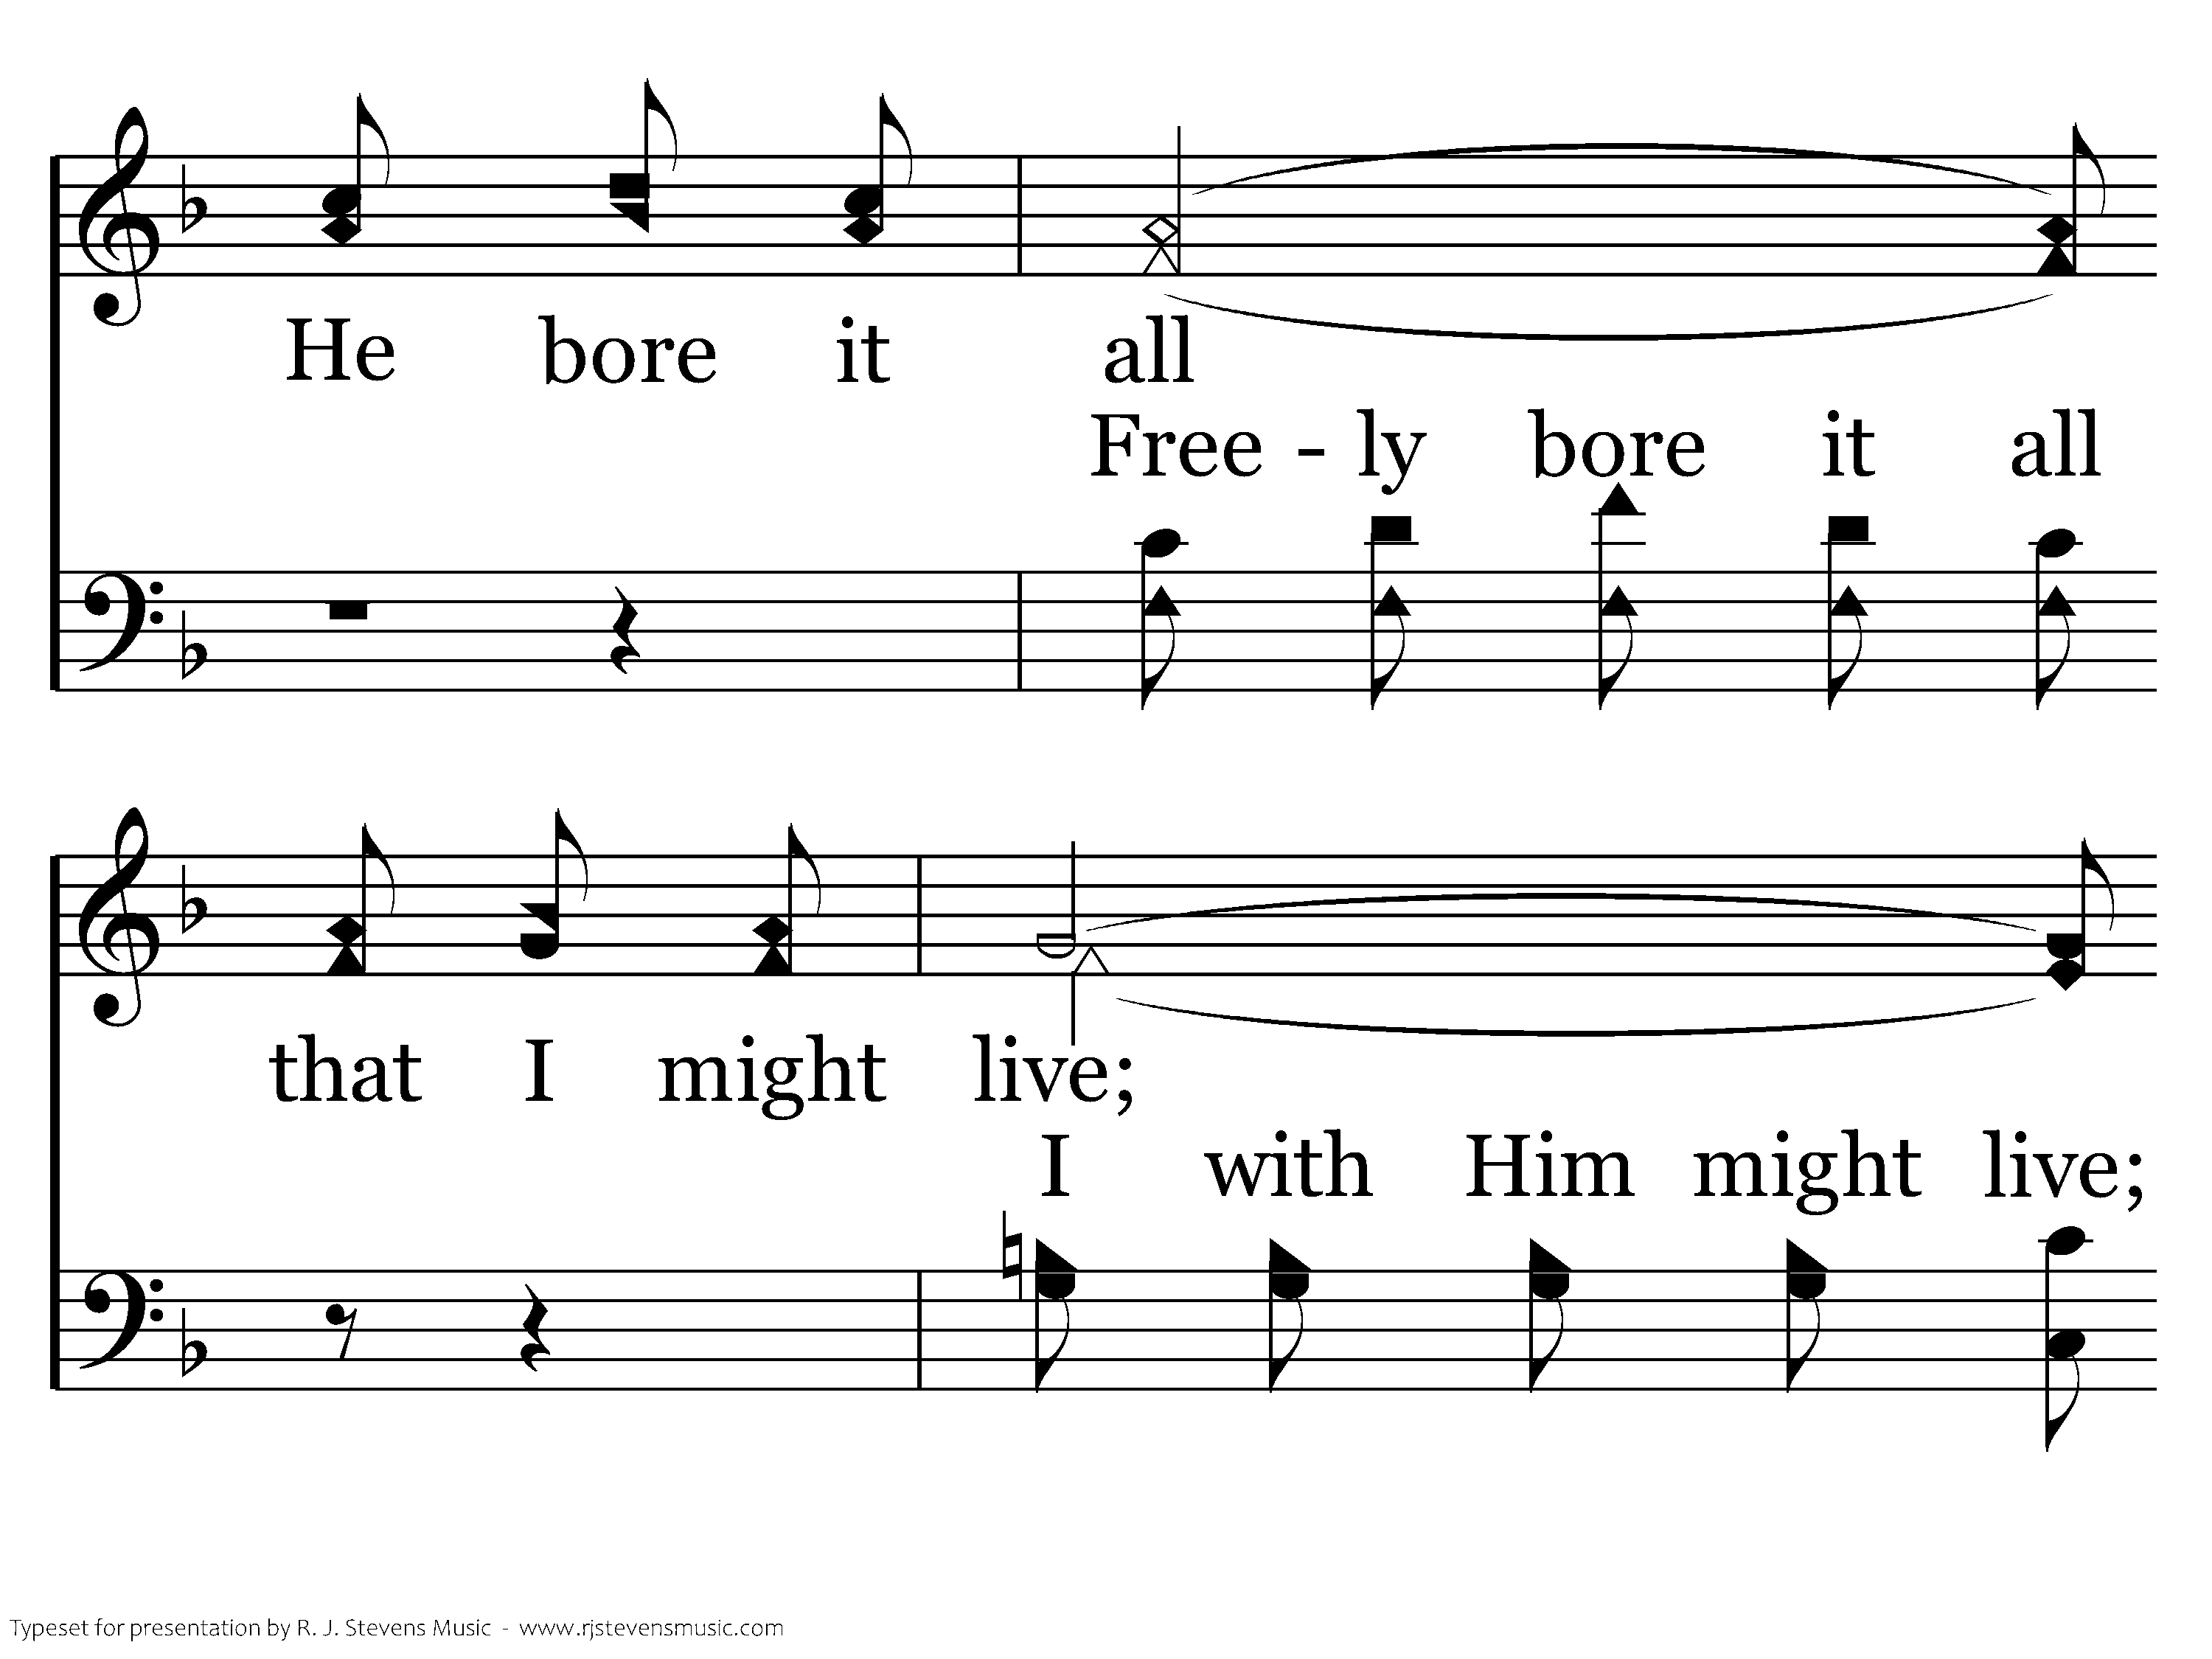 He bore it all
Free - ly bore it all
that I might live;
I with Him might live;
Typeset for presentation by R. J. Stevens Music - www.rjstevensmusic.com